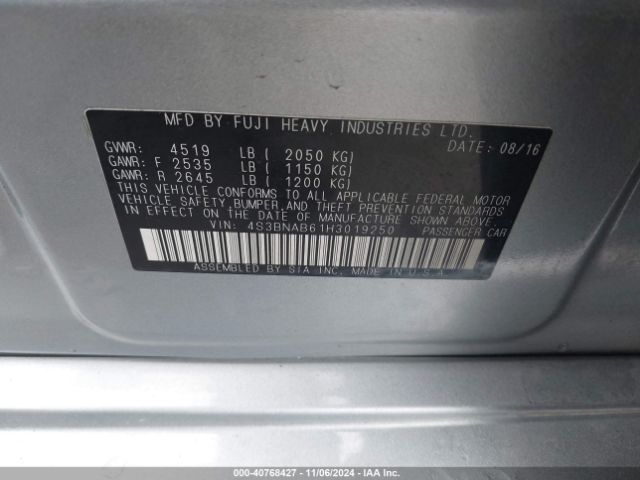 MFD BY FUJI HEAVY INDUSTRIES LTD.
GVWR: 4519 LB ( 2050 KG) DATE: 08/16
GAWR: F 2535 LB ( 1150 KG)
GAWR: R 2645 LB ( 1200 KG)
THIS VEHICLE CONFORMS TO ALL APPLICABLE FEDERAL MOTOR
VEHICLE SAFETY, BUMPER, AND THEFT PREVENTION STANDARDS
IN EFFECT ON THE DATE OF MANUFACTURE SHOWN ABOVE
VIN: 4S3BNAB61H3019250 PASSENGER CAR
ASSEMBLED BY SIA INC. MADE IN U.S.A.
000-40768427 - 11/06/2024 - IAA Inc.